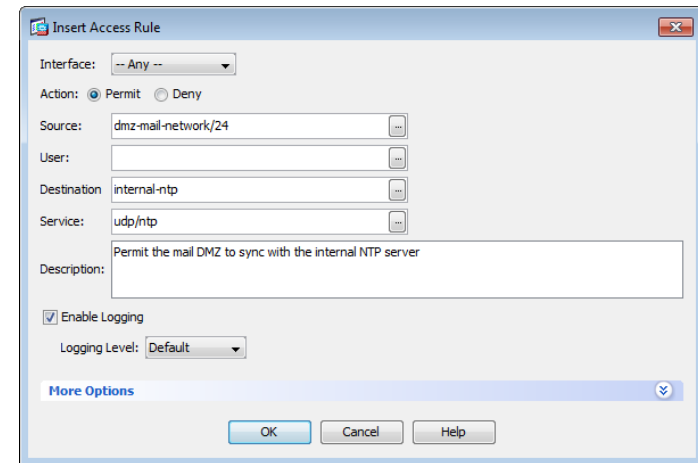 Insert Access Rule
Interface: -- Any --
Action: Permit Deny
Source: dmz-mail-network/24 ...
User: ...
Destination internal-ntp ...
Service: udp/ntp ...
Permit the mail DMZ to sync with the internal NTP server
Description:
Enable Logging
Logging Level: Default
More Options
OK Cancel Help